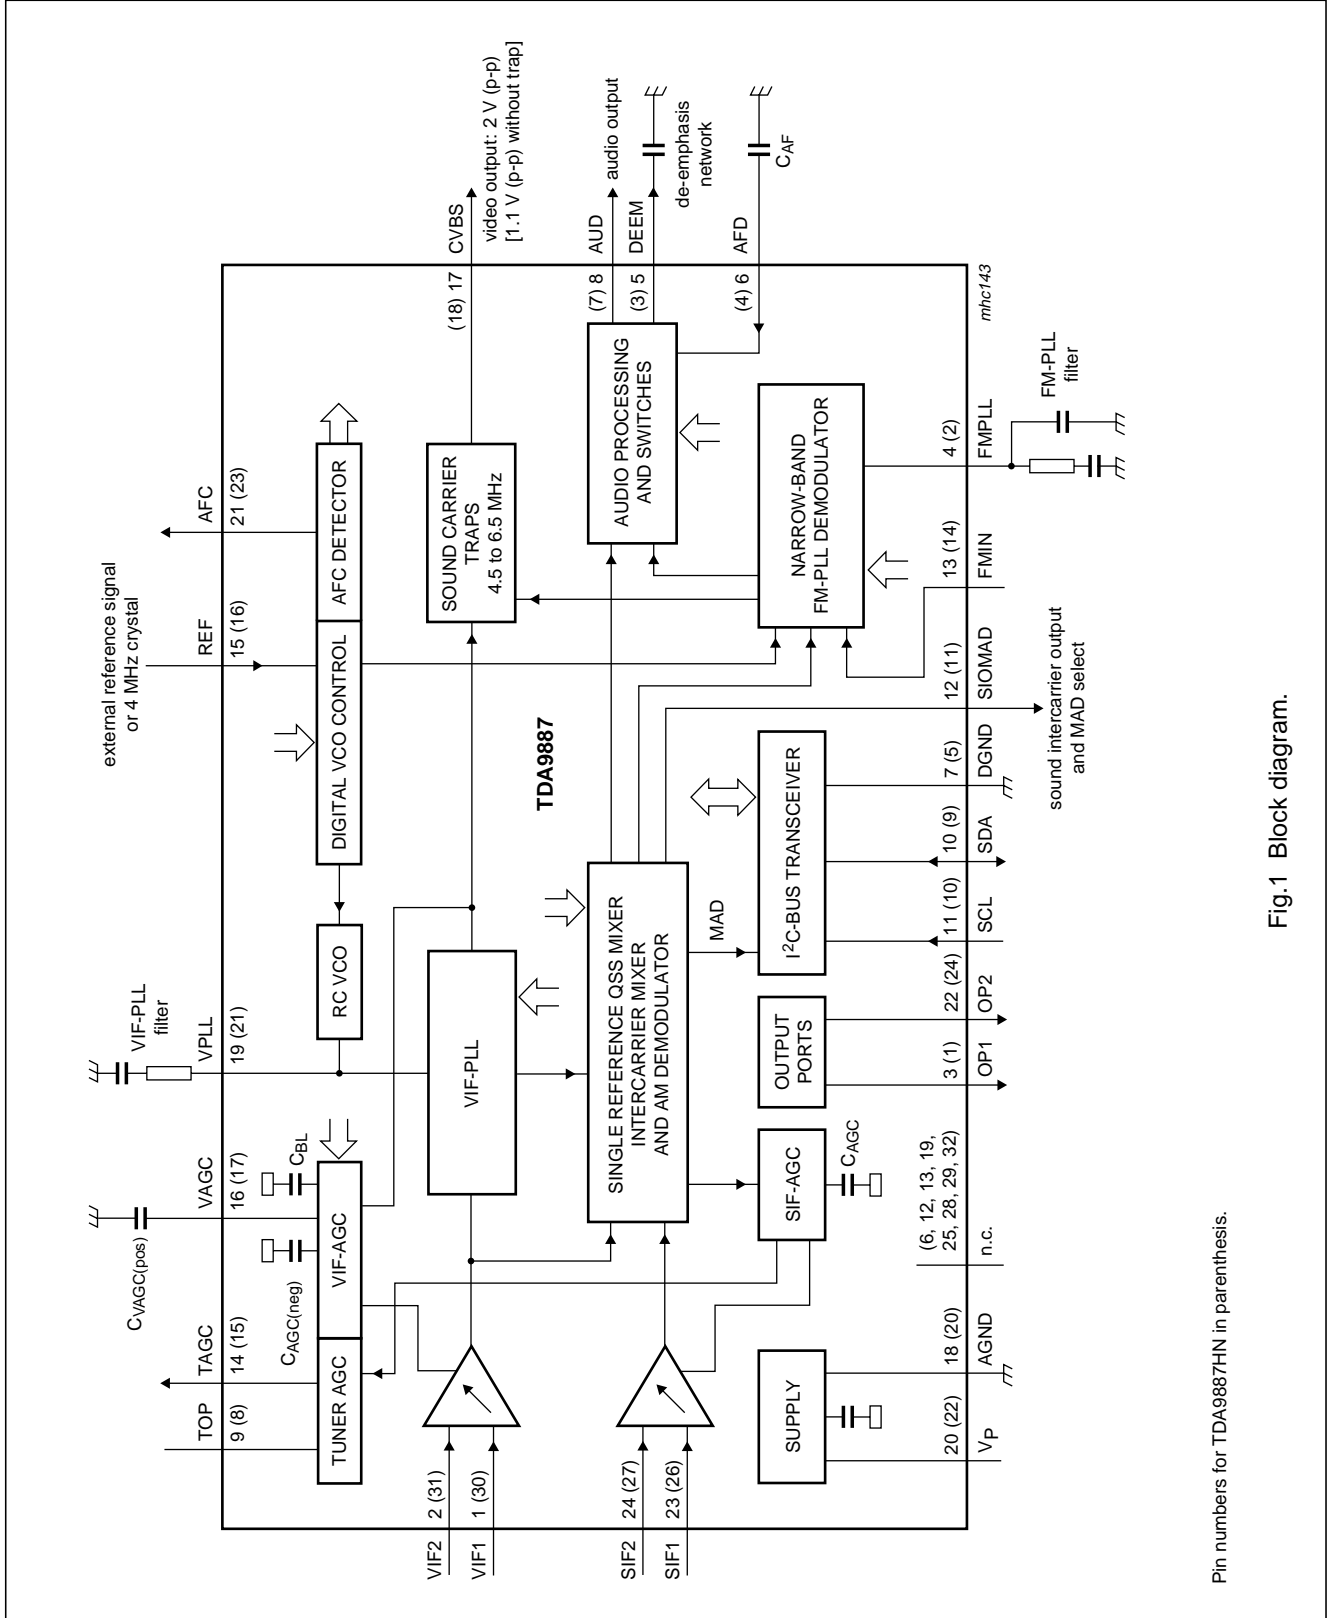 external reference signal
or 4 MHz crystal
VIF-PLL
filter
C_VAGC(pos)
TOP
TAGC
VAGC
VPLL
REF
AFC
9 (8)
14 (15)
16 (17)
19 (21)
15 (16)
21 (23)
C_AGC(neg)
C_BL
TUNER AGC
VIF-AGC
RC VCO
DIGITAL VCO CONTROL
AFC DETECTOR
VIF2
2 (31)
VIF1
1 (30)
VIF-PLL
SOUND CARRIER
TRAPS
4.5 to 6.5 MHz
(18) 17
CVBS
video output: 2 V (p-p)
[1.1 V (p-p) without trap]
TDA9887
SIF2
24 (27)
SIF1
23 (26)
SINGLE REFERENCE QSS MIXER
INTERCARRIER MIXER
AND AM DEMODULATOR
AUDIO PROCESSING
AND SWITCHES
(7) 8
AUD
audio output
(3) 5
DEEM
de-emphasis
network
MAD
(4) 6
AFD
C_AF
SUPPLY
SIF-AGC
C_AGC
OUTPUT
PORTS
I²C-BUS TRANSCEIVER
NARROW-BAND
FM-PLL DEMODULATOR
(6, 12, 13, 19,
25, 28, 29, 32)
20 (22)
18 (20)
3 (1)
22 (24)
11 (10)
10 (9)
7 (5)
12 (11)
13 (14)
4 (2)
V_P
AGND
n.c.
OP1
OP2
SCL
SDA
DGND
SIOMAD
FMIN
FMPLL
mhc143
FM-PLL
filter
sound intercarrier output
and MAD select
Pin numbers for TDA9887HN in parenthesis.
Fig.1 Block diagram.